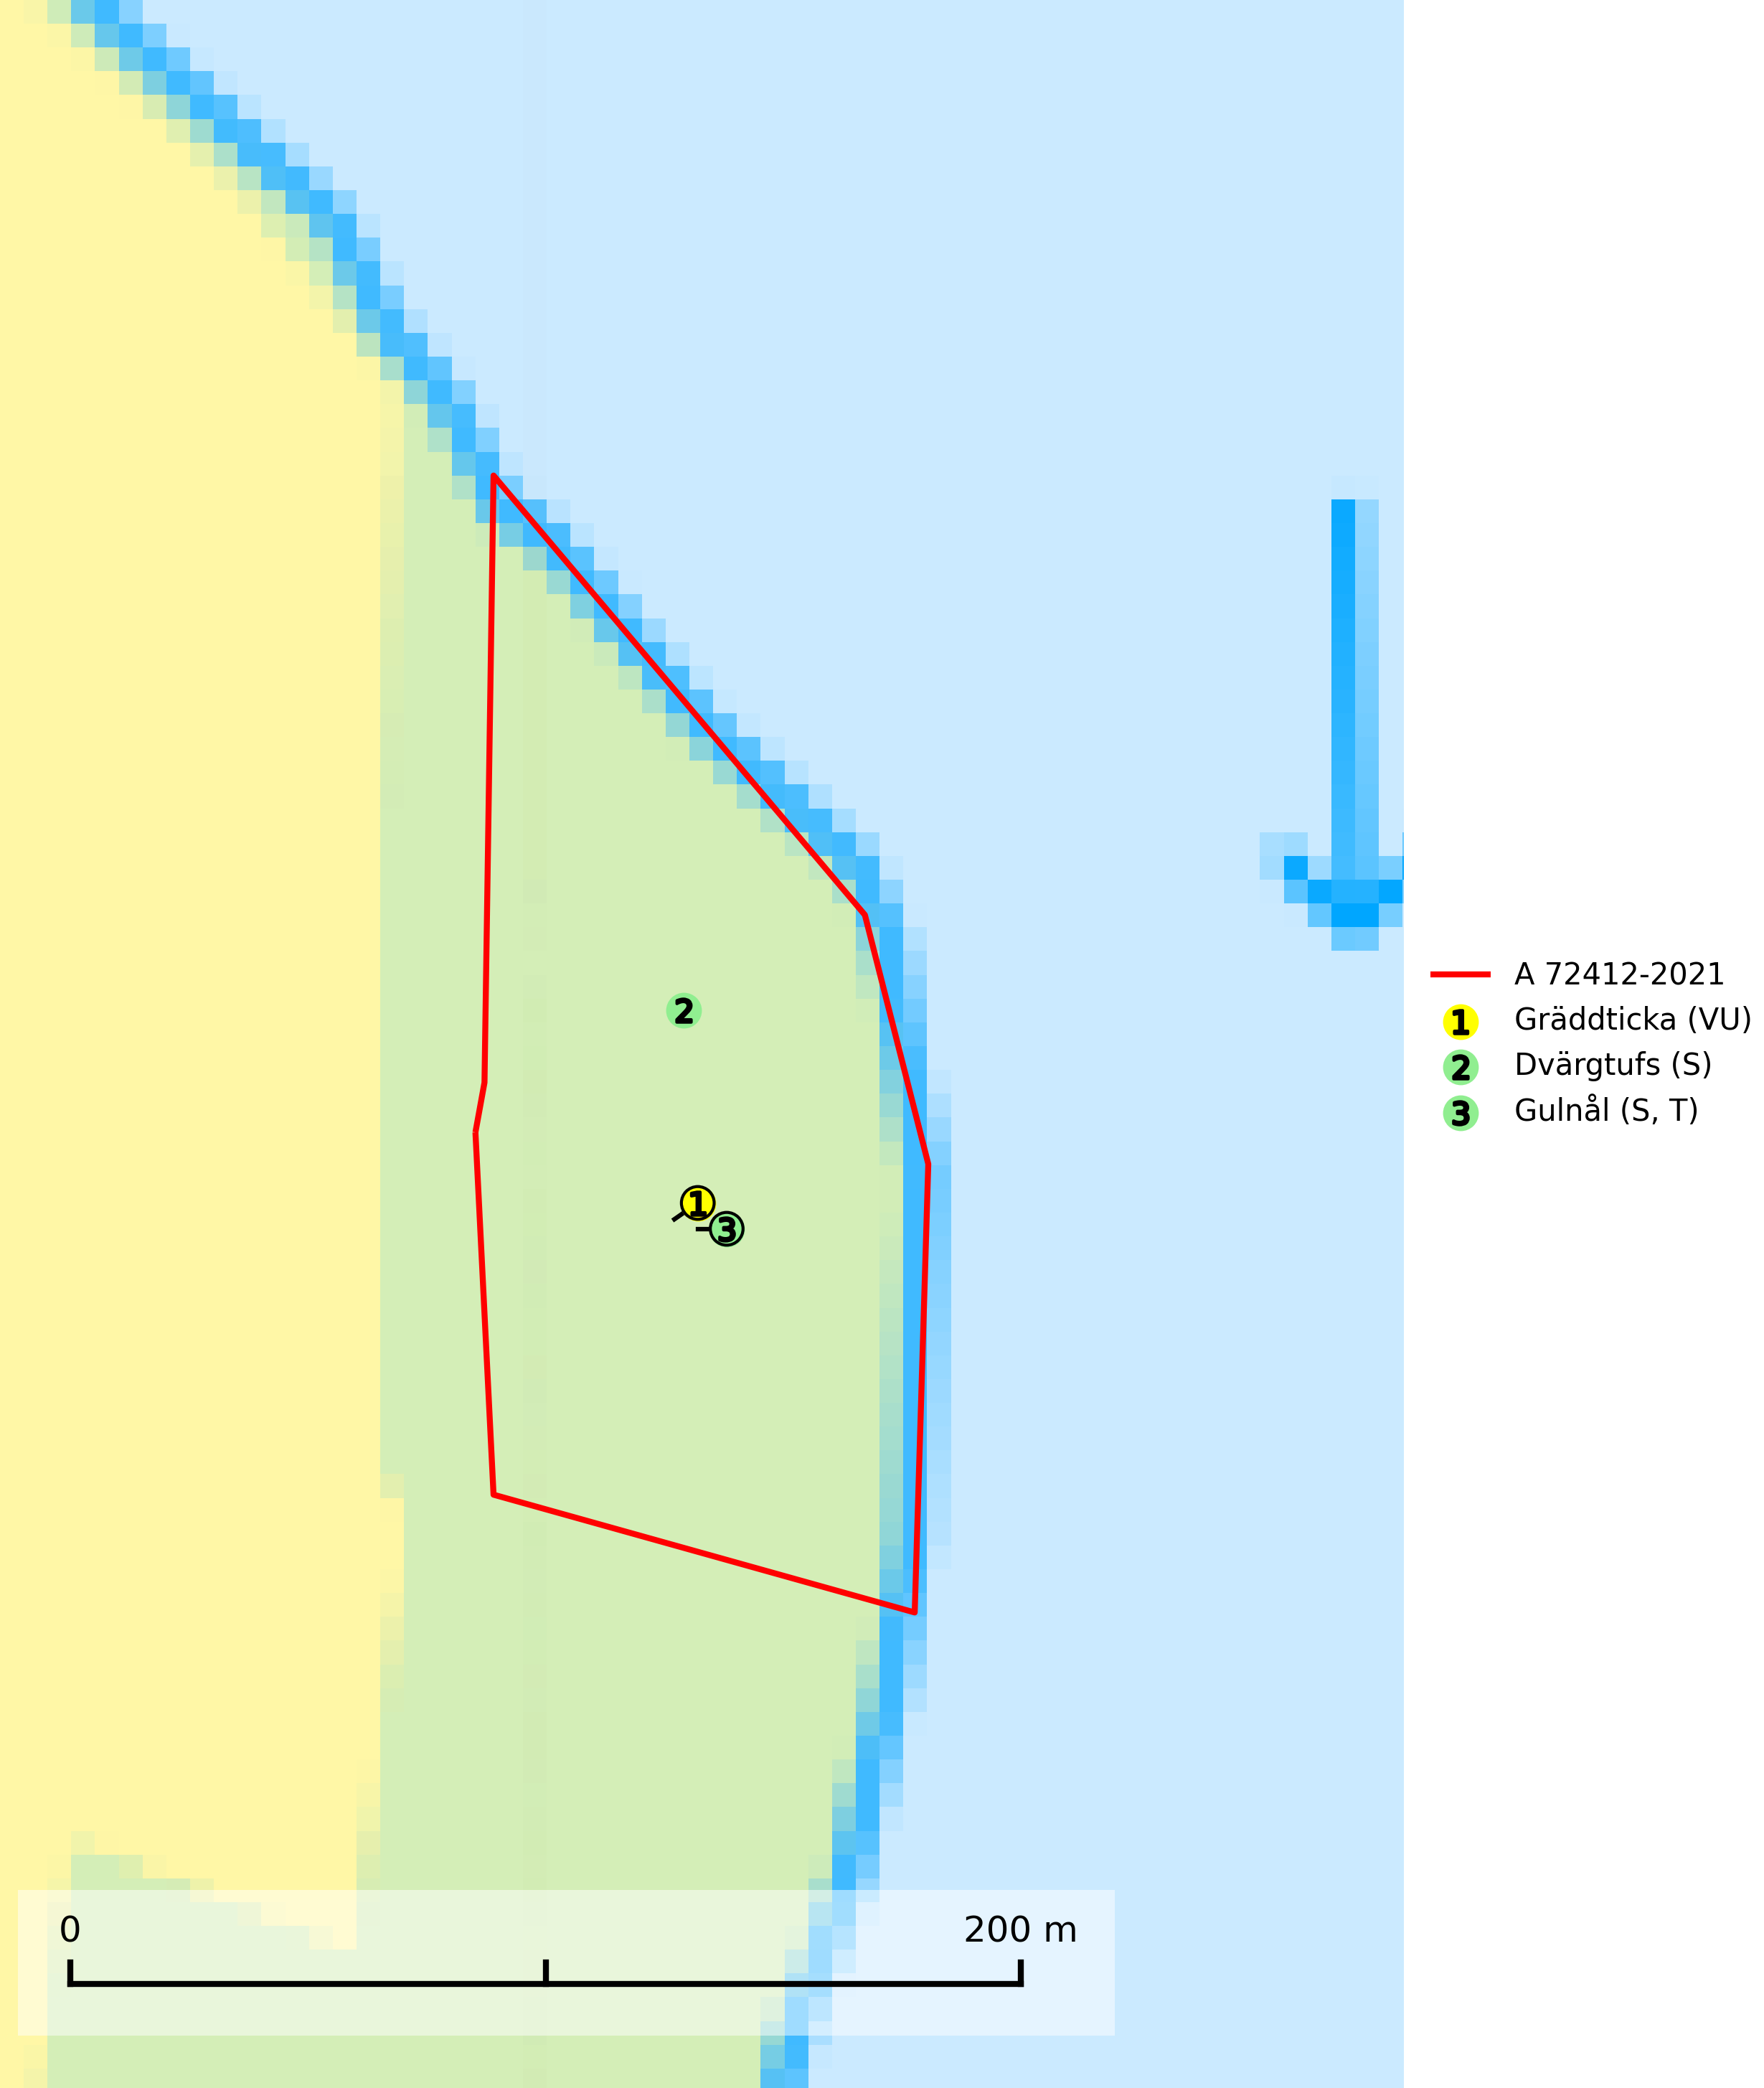 2
1
3
A 72412-2021
1 Gräddticka (VU)
2 Dvärgtufs (S)
3 Gulnål (S, T)
0 200 m